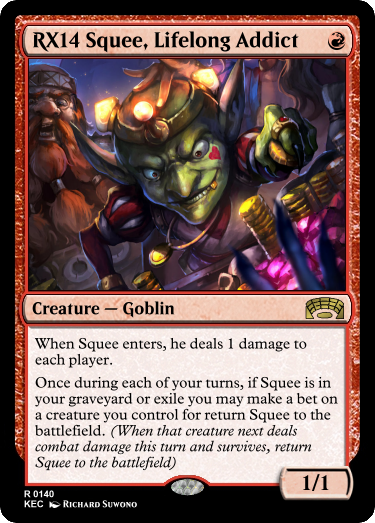 RX14 Squee, Lifelong Addict
Creature — Goblin
When Squee enters, he deals 1 damage to
each player.
Once during each of your turns, if Squee is in
your graveyard or exile you may make a bet on
a creature you control for return Squee to the
battlefield. (When that creature next deals
combat damage this turn and survives, return
Squee to the battlefield)
1/1
R 0140
KEC Richard Suwono